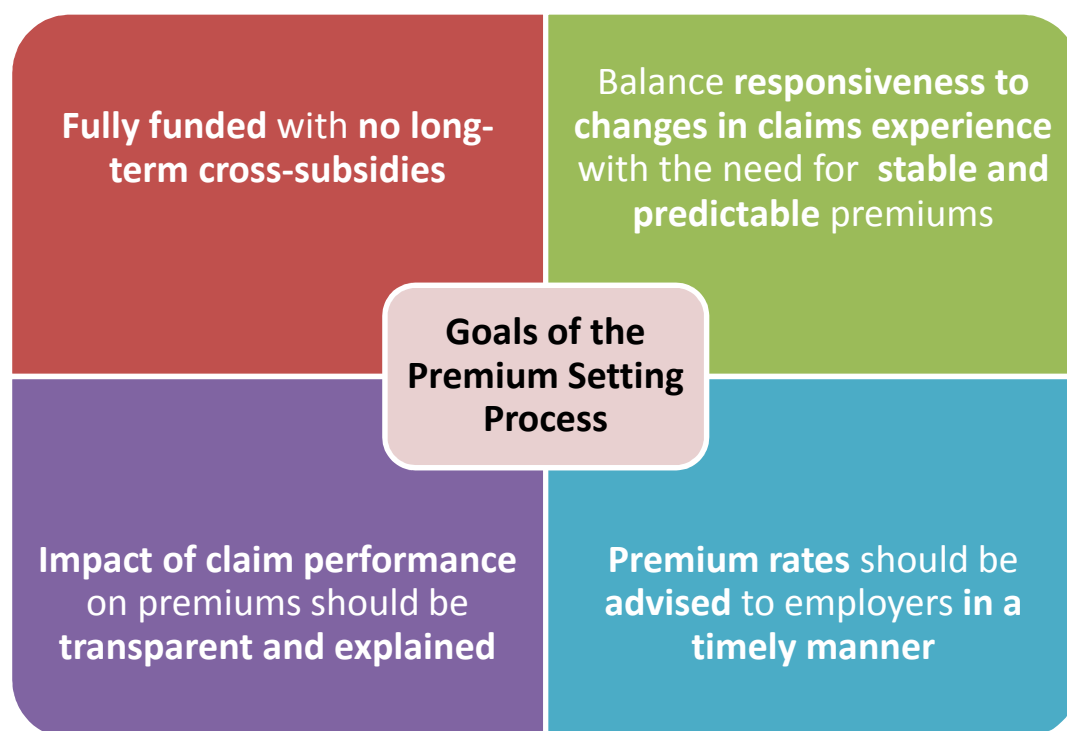 Fully funded with no long-
term cross-subsidies
Balance responsiveness to
changes in claims experience
with the need for stable and
predictable premiums
Goals of the
Premium Setting
Process
Impact of claim performance
on premiums should be
transparent and explained
Premium rates should be
advised to employers in a
timely manner